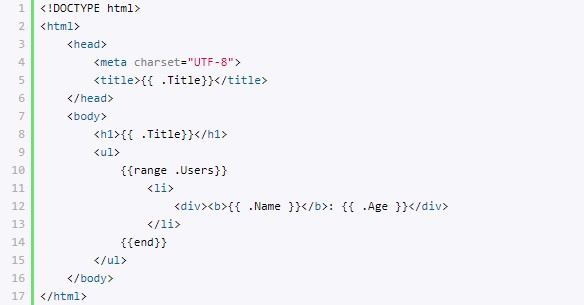 1 <!DOCTYPE html>
2 <html>
3     <head>
4         <meta charset="UTF-8">
5         <title>{{ .Title}}</title>
6     </head>
7     <body>
8         <h1>{{ .Title}}</h1>
9         <ul>
10             {{range .Users}}
11                 <li>
12                     <div><b>{{ .Name }}</b>: {{ .Age }}</div>
13                 </li>
14             {{end}}
15         </ul>
16     </body>
17 </html>